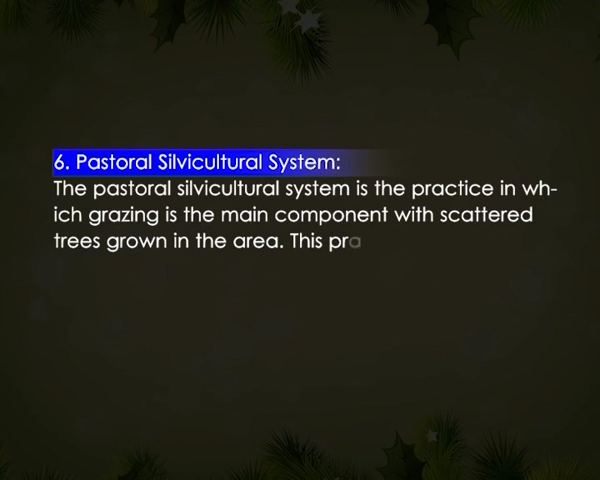 6. Pastoral Silvicultural System:
The pastoral silvicultural system is the practice in wh-
ich grazing is the main component with scattered
trees grown in the area. This pra